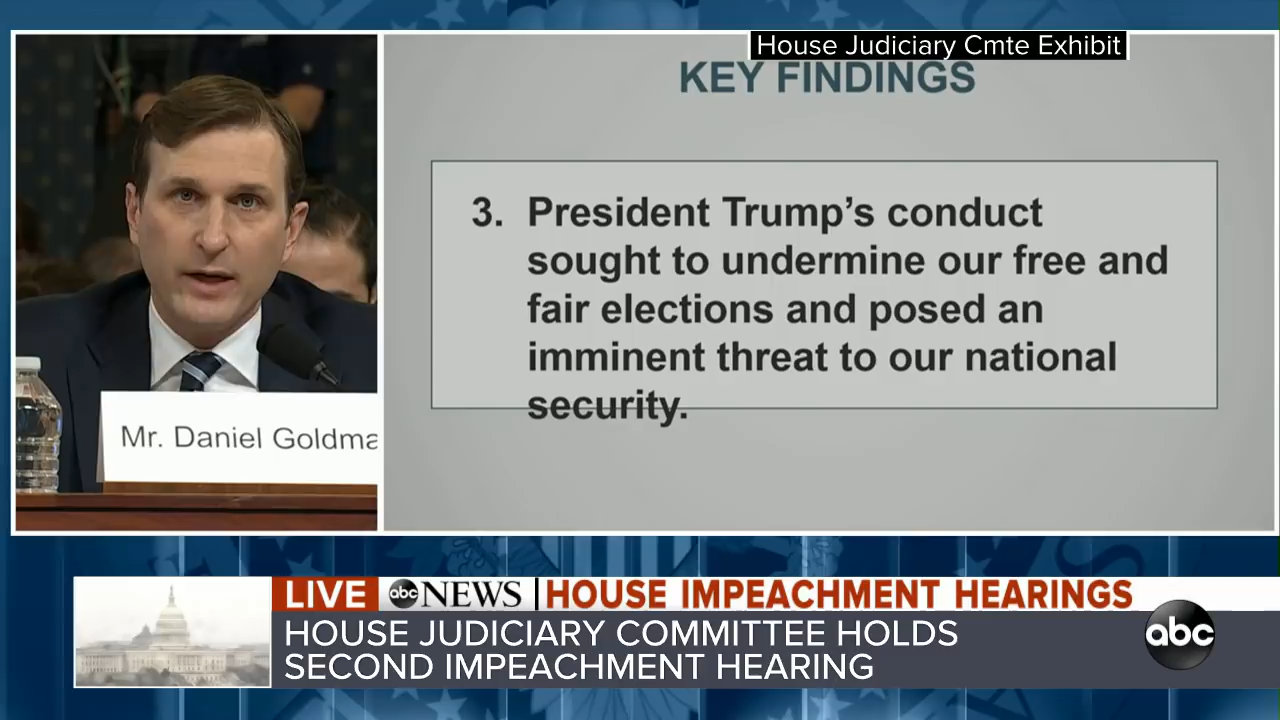 House Judiciary Cmte Exhibit
KEY FINDINGS
3. President Trump's conduct
sought to undermine our free and
fair elections and posed an
imminent threat to our national
security.
Mr. Daniel Goldma
LIVE abc NEWS HOUSE IMPEACHMENT HEARINGS
HOUSE JUDICIARY COMMITTEE HOLDS
SECOND IMPEACHMENT HEARING
abc